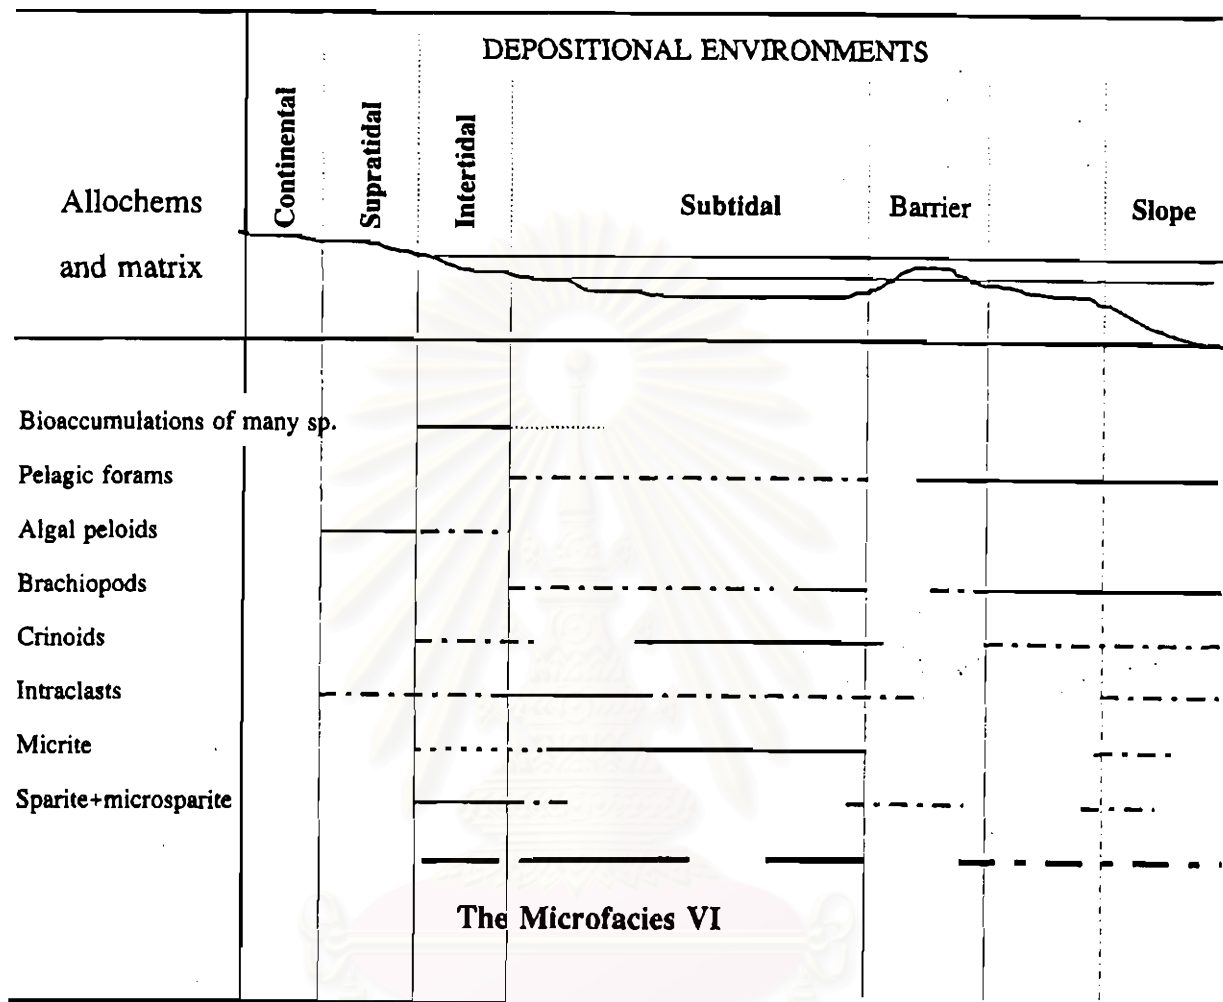 DEPOSITIONAL ENVIRONMENTS
Allochems
and matrix
Continental
Supratidal
Intertidal
Subtidal
Barrier
Slope
Bioaccumulations of many sp.
Pelagic forams
Algal peloids
Brachiopods
Crinoids
Intraclasts
Micrite
Sparite+microsparite
The Microfacies VI